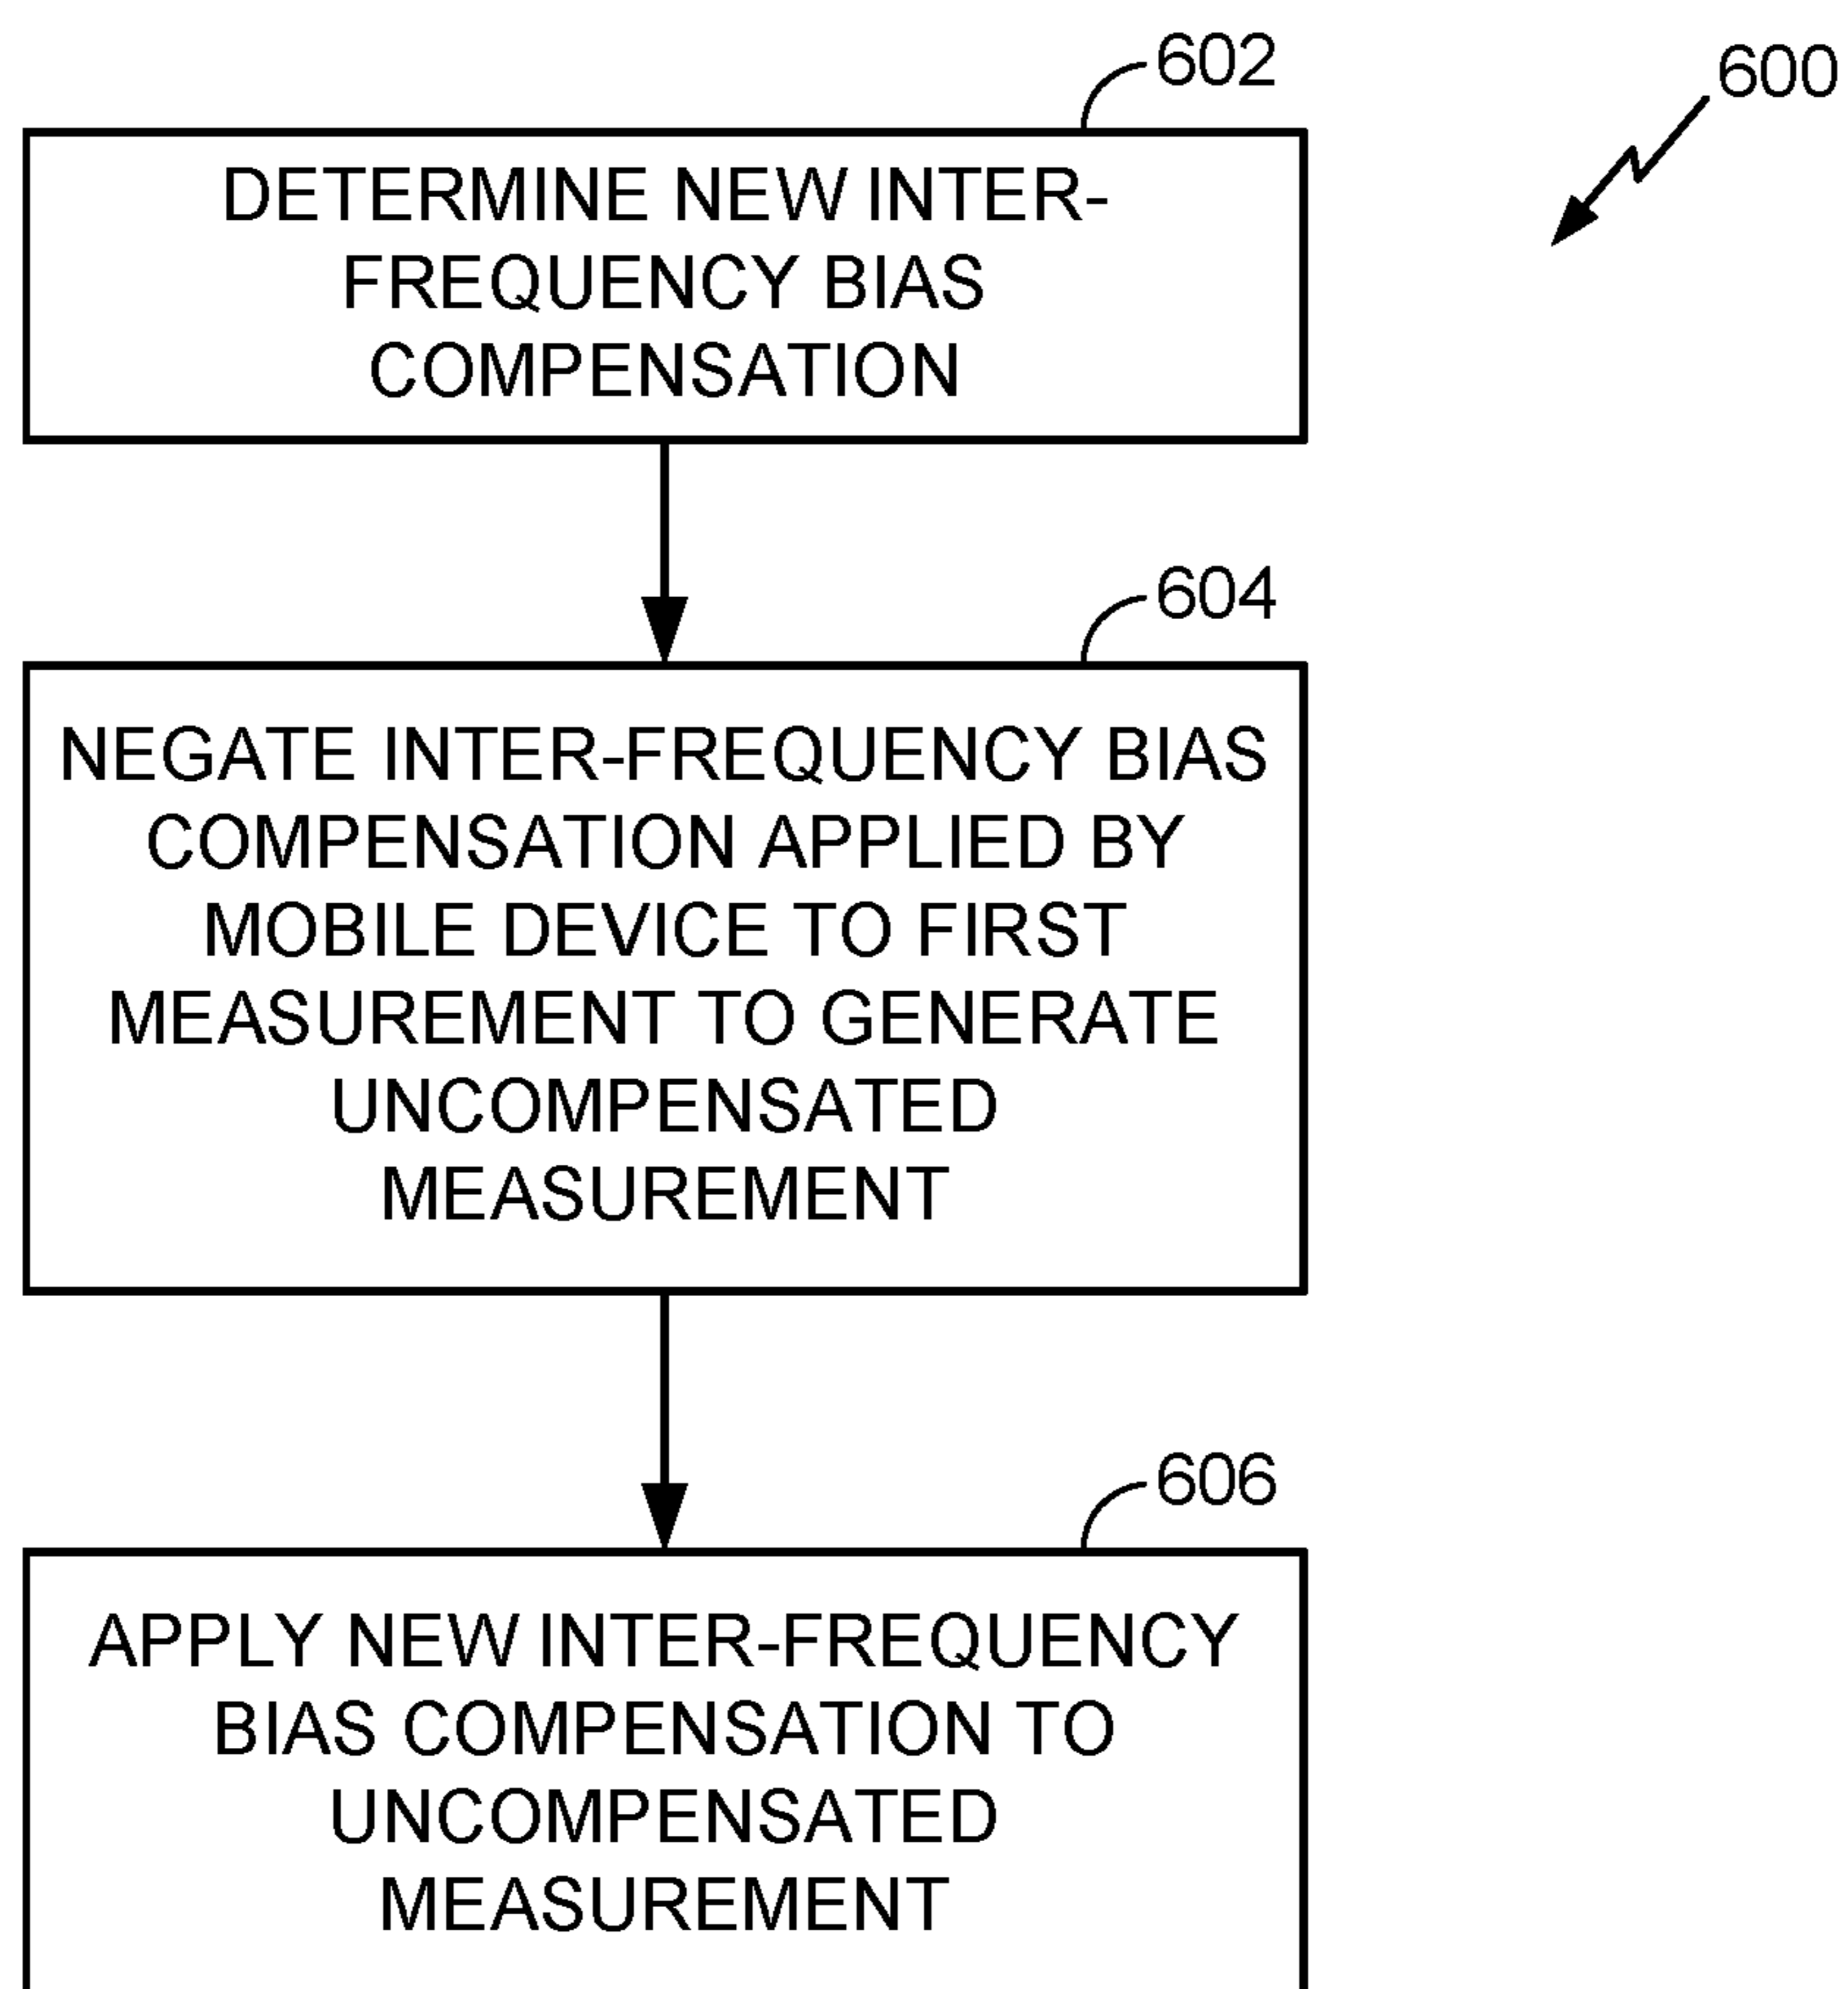 602
600
DETERMINE NEW INTER-
FREQUENCY BIAS
COMPENSATION
604
NEGATE INTER-FREQUENCY BIAS
COMPENSATION APPLIED BY
MOBILE DEVICE TO FIRST
MEASUREMENT TO GENERATE
UNCOMPENSATED
MEASUREMENT
606
APPLY NEW INTER-FREQUENCY
BIAS COMPENSATION TO
UNCOMPENSATED
MEASUREMENT